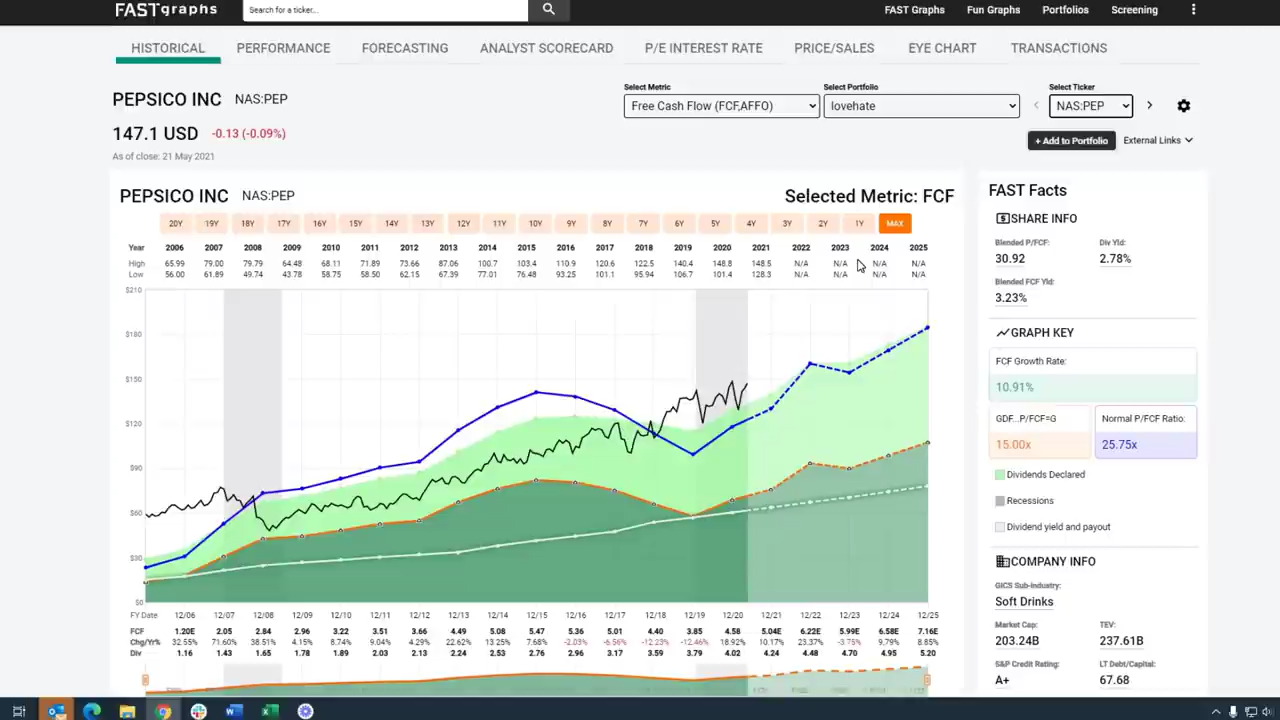 FASTgraphs Search for a ticker... FAST Graphs Fun Graphs Portfolios Screening
HISTORICAL PERFORMANCE FORECASTING ANALYST SCORECARD P/E INTEREST RATE PRICE/SALES EYE CHART TRANSACTIONS
Select Metric Select Portfolio Select Ticker
PEPSICO INC NAS:PEP Free Cash Flow (FCF,AFFO) lovehate NAS:PEP
147.1 USD -0.13 (-0.09%)
+ Add to Portfolio External Links
As of close: 21 May 2021
PEPSICO INC NAS:PEP Selected Metric: FCF
20Y 19Y 18Y 17Y 16Y 15Y 14Y 13Y 12Y 11Y 10Y 9Y 8Y 7Y 6Y 5Y 4Y 3Y 2Y 1Y MAX
Year 2006 2007 2008 2009 2010 2011 2012 2013 2014 2015 2016 2017 2018 2019 2020 2021 2022 2023 2024 2025
High 65.99 79.00 79.79 64.48 68.11 71.89 73.66 87.06 100.7 103.4 110.9 120.6 122.5 140.4 148.8 148.5 N/A N/A N/A N/A
Low 56.00 61.89 49.74 43.78 58.75 58.50 62.15 67.39 77.01 76.48 93.25 101.1 95.94 106.7 101.4 128.3 N/A N/A N/A N/A
$210
$180
$150
$120
$90
$60
$30
$0
FY Date 12/06 12/07 12/08 12/09 12/10 12/11 12/12 12/13 12/14 12/15 12/16 12/17 12/18 12/19 12/20 12/21 12/22 12/23 12/24 12/25
FCF 1.20E 2.05 2.84 2.96 3.22 3.51 3.66 4.49 5.08 5.47 5.36 5.01 4.40 3.85 4.58 5.04E 6.22E 5.99E 6.58E 7.16E
Chg/Yr% 32.55% 71.60% 38.51% 4.15% 8.74% 9.04% 4.29% 22.62% 13.25% 7.68% -2.03% -6.56% -12.23% -12.46% 18.92% 10.17% 23.37% -3.75% 9.79% 8.85%
Div 1.16 1.43 1.65 1.78 1.89 2.03 2.13 2.24 2.53 2.76 2.96 3.17 3.59 3.79 4.02 4.24 4.48 4.70 4.95 5.20
FAST Facts
SHARE INFO
Blended P/FCF: Div Yld:
30.92 2.78%
Blended FCF Yld:
3.23%
GRAPH KEY
FCF Growth Rate:
10.91%
GDF...P/FCF=G Normal P/FCF Ratio:
15.00x 25.75x
Dividends Declared
Recessions
Dividend yield and payout
COMPANY INFO
GICS Sub-industry:
Soft Drinks
Market Cap: TEV:
203.24B 237.61B
S&P Credit Rating: LT Debt/Capital:
A+ 67.68